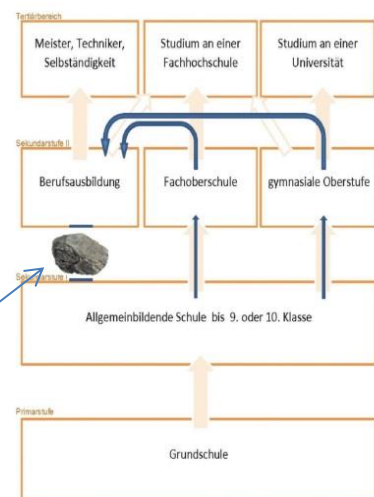 Tertiärbereich
Meister, Techniker,
Selbständigkeit
Studium an einer
Fachhochschule
Studium an einer
Universität
Sekundarstufe II
Berufsausbildung
Fachoberschule
gymnasiale Oberstufe
Sekundarstufe I
Allgemeinbildende Schule bis 9. oder 10. Klasse
Primarstufe
Grundschule